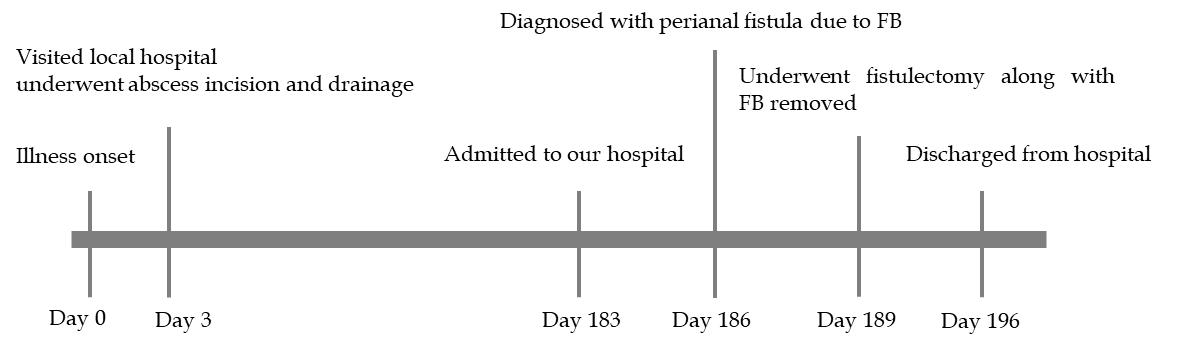 Diagnosed with perianal fistula due to FB
Visited local hospital
underwent abscess incision and drainage
Underwent fistulectomy along with
FB removed
Illness onset
Admitted to our hospital
Discharged from hospital
Day 0
Day 3
Day 183
Day 186
Day 189
Day 196